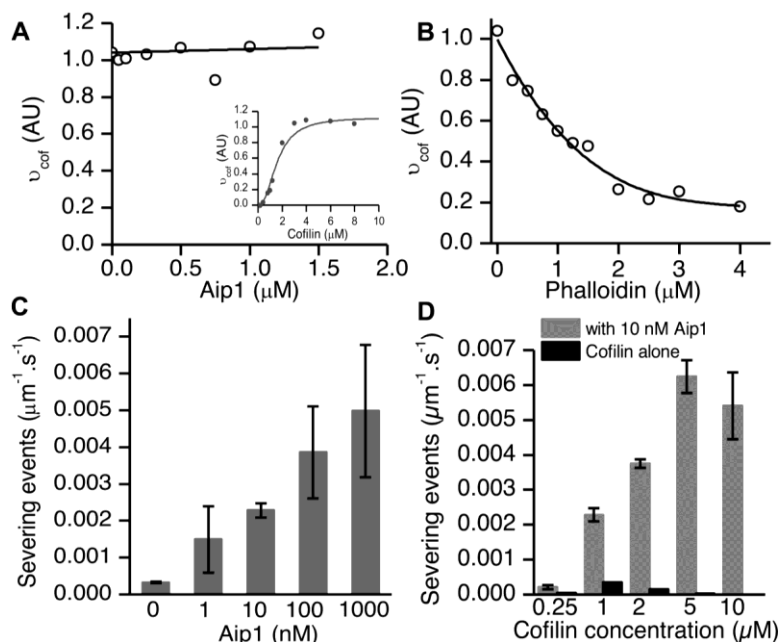 A
υcof (AU)
1.2
1.0
0.8
0.6
0.4
0.2
0.0
0.0
0.5
1.0
1.5
2.0
Aip1 (μM)
υcof (AU)
1.2
1.0
0.8
0.6
0.4
0.2
0.0
0 2 4 6 8 10
Cofilin (μM)
B
υcof (AU)
1.0
0.8
0.6
0.4
0.2
0.0
0 1 2 3 4
Phalloidin (μM)
C
Severing events (μm⁻¹.s⁻¹)
0.007
0.006
0.005
0.004
0.003
0.002
0.001
0.000
0 1 10 100 1000
Aip1 (nM)
D
with 10 nM Aip1
Cofilin alone
Severing events (μm⁻¹.s⁻¹)
0.007
0.006
0.005
0.004
0.003
0.002
0.001
0.000
0.25 1 2 5 10
Cofilin concentration (μM)